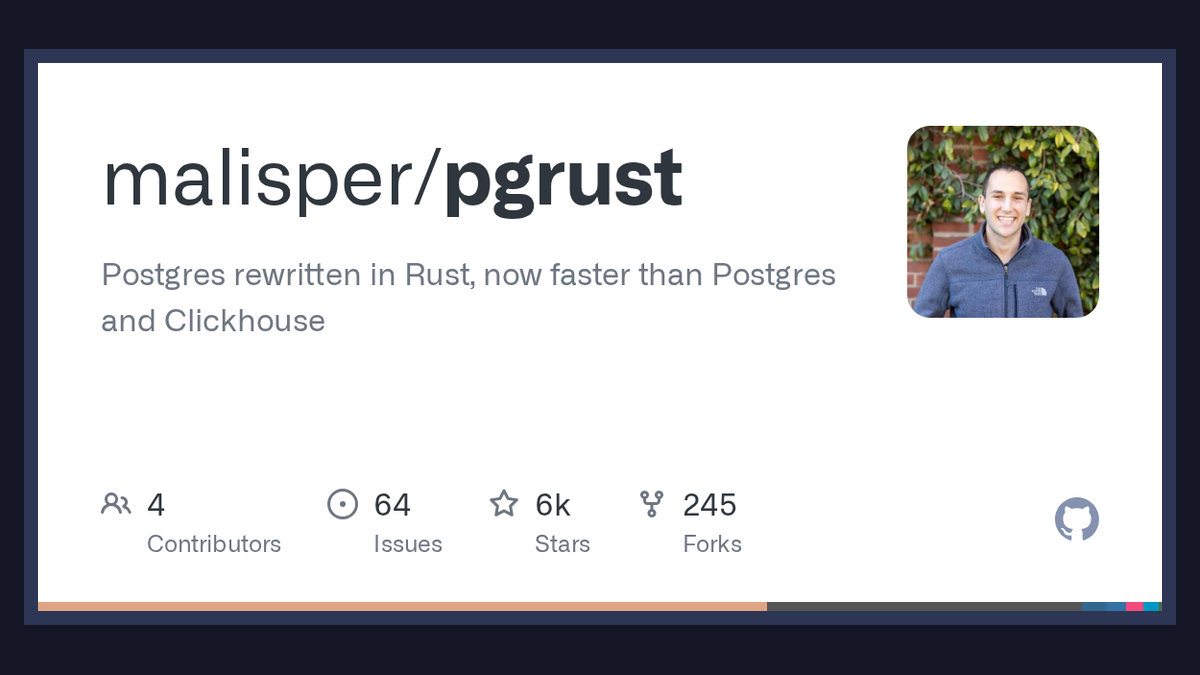 malisper/pgrust
Postgres rewritten in Rust, now faster than Postgres
and Clickhouse
4
Contributors
64
Issues
6k
Stars
245
Forks